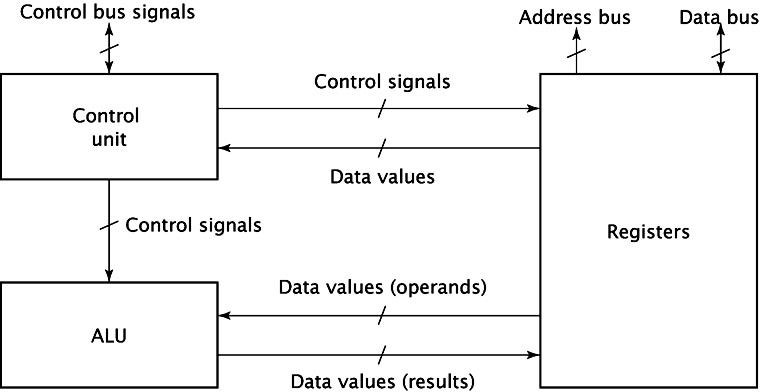 Control bus signals
Address bus
Data bus
Control signals
Control
unit
Data values
Control signals
Registers
Data values (operands)
ALU
Data values (results)